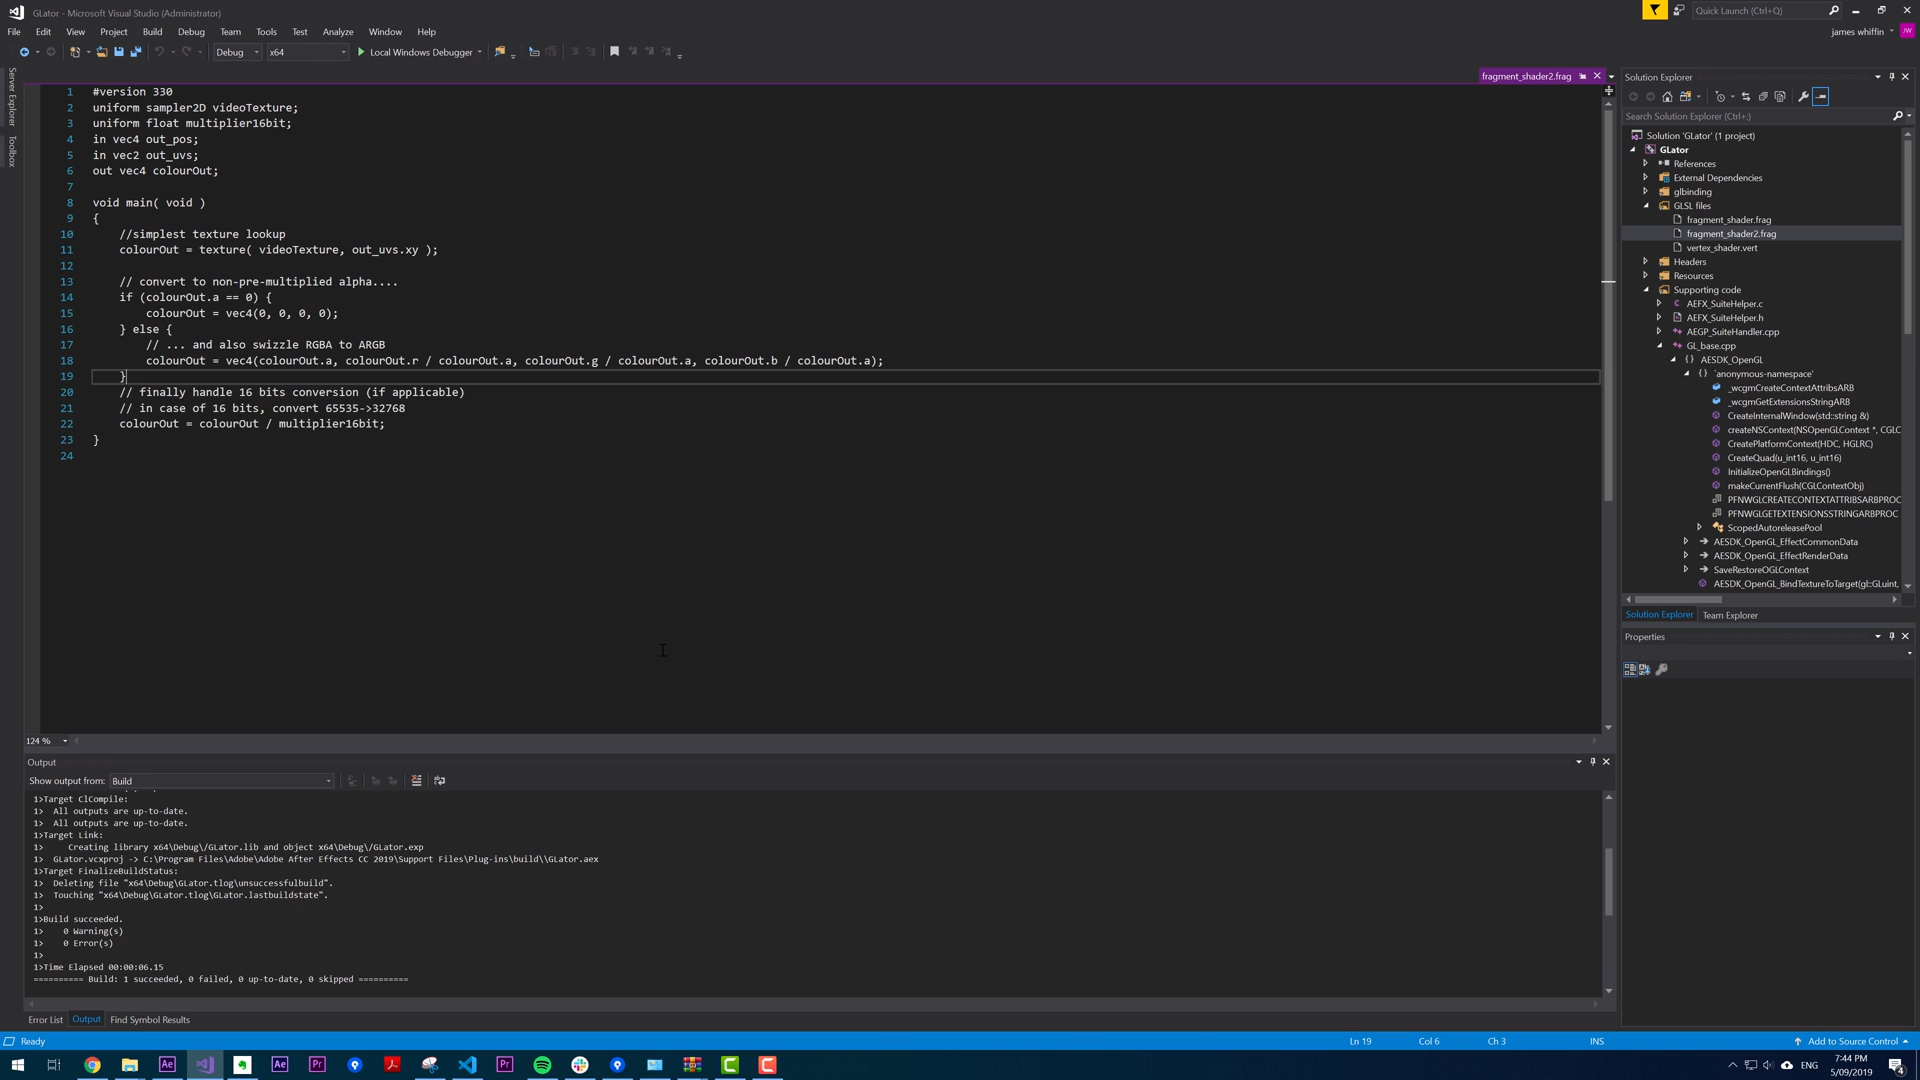 GLator - Microsoft Visual Studio (Administrator)
Quick Launch (Ctrl+Q)
File Edit View Project Build Debug Team Tools Test Analyze Window Help
james whiffin
JW
Debug
x64
Local Windows Debugger
Server Explorer
Toolbox
fragment_shader2.frag
1 #version 330
2 uniform sampler2D videoTexture;
3 uniform float multiplier16bit;
4 in vec4 out_pos;
5 in vec2 out_uvs;
6 out vec4 colourOut;
7
8 void main( void )
9 {
10 //simplest texture lookup
11 colourOut = texture( videoTexture, out_uvs.xy );
12
13 // convert to non-pre-multiplied alpha....
14 if (colourOut.a == 0) {
15 colourOut = vec4(0, 0, 0, 0);
16 } else {
17 // ... and also swizzle RGBA to ARGB
18 colourOut = vec4(colourOut.a, colourOut.r / colourOut.a, colourOut.g / colourOut.a, colourOut.b / colourOut.a);
19 }
20 // finally handle 16 bits conversion (if applicable)
21 // in case of 16 bits, convert 65535->32768
22 colourOut = colourOut / multiplier16bit;
23 }
24
124 %
Output
Show output from: Build
1>Target ClCompile:
1> All outputs are up-to-date.
1> All outputs are up-to-date.
1>Target Link:
1> Creating library x64\Debug\/GLator.lib and object x64\Debug\/GLator.exp
1> GLator.vcxproj -> C:\Program Files\Adobe\Adobe After Effects CC 2019\Support Files\Plug-ins\build\\GLator.aex
1>Target FinalizeBuildStatus:
1> Deleting file "x64\Debug\GLator.tlog\unsuccessfulbuild".
1> Touching "x64\Debug\GLator.tlog\GLator.lastbuildstate".
1>
1>Build succeeded.
1> 0 Warning(s)
1> 0 Error(s)
1>
1>Time Elapsed 00:00:06.15
========== Build: 1 succeeded, 0 failed, 0 up-to-date, 0 skipped ==========
Error List Output Find Symbol Results
Solution Explorer
Search Solution Explorer (Ctrl+;)
Solution 'GLator' (1 project)
GLator
References
External Dependencies
glbinding
GLSL files
fragment_shader.frag
fragment_shader2.frag
vertex_shader.vert
Headers
Resources
Supporting code
AEFX_SuiteHelper.c
AEFX_SuiteHelper.h
AEGP_SuiteHandler.cpp
GL_base.cpp
AESDK_OpenGL
`anonymous-namespace'
_wcgmCreateContextAttribsARB
_wcgmGetExtensionsStringARB
CreateInternalWindow(std::string &)
createNSContext(NSOpenGLContext *, CGLC
CreatePlatformContext(HDC, HGLRC)
CreateQuad(u_int16, u_int16)
InitializeOpenGLBindings()
makeCurrentFlush(CGLContextObj)
PFNWGLCREATECONTEXTATTRIBSARBPROC
PFNWGLGETEXTENSIONSSTRINGARBPROC
ScopedAutoreleasePool
AESDK_OpenGL_EffectCommonData
AESDK_OpenGL_EffectRenderData
SaveRestoreOGLContext
AESDK_OpenGL_BindTextureToTarget(gl::GLuint,
Solution Explorer Team Explorer
Properties
Ready
Ln 19
Col 6
Ch 3
INS
Add to Source Control
Ae
Ae
Pr
Pr
ENG
7:44 PM
5/09/2019
4